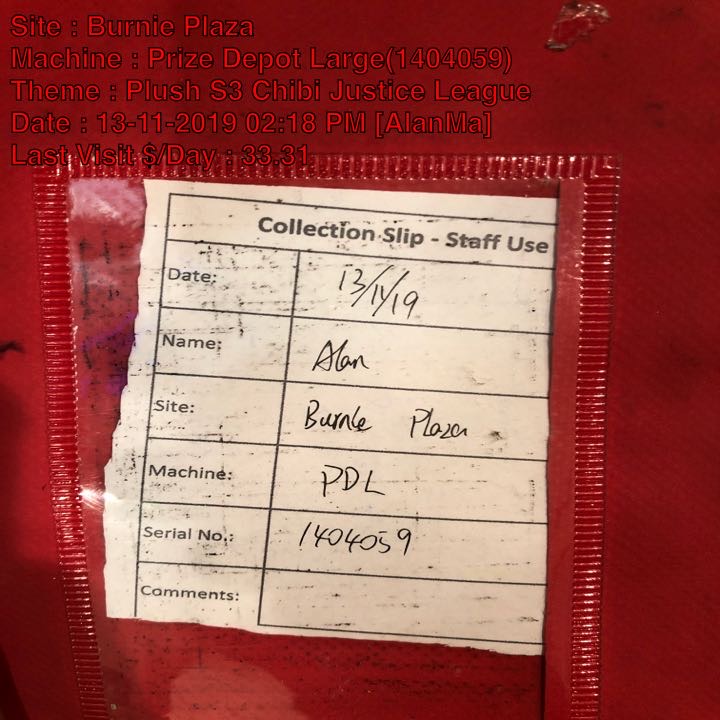 Site : Burnie Plaza
Machine : Prize Depot Large(1404059)
Theme : Plush S3 Chibi Justice League
Date : 13-11-2019 02:18 PM [AlanMa]
Last Visit $/Day : 33.31
Collection Slip - Staff Use
Date: 13/11/19
Name: Alan
Site: Burnie Plaza
Machine: PDL
Serial No.: 1404059
Comments: